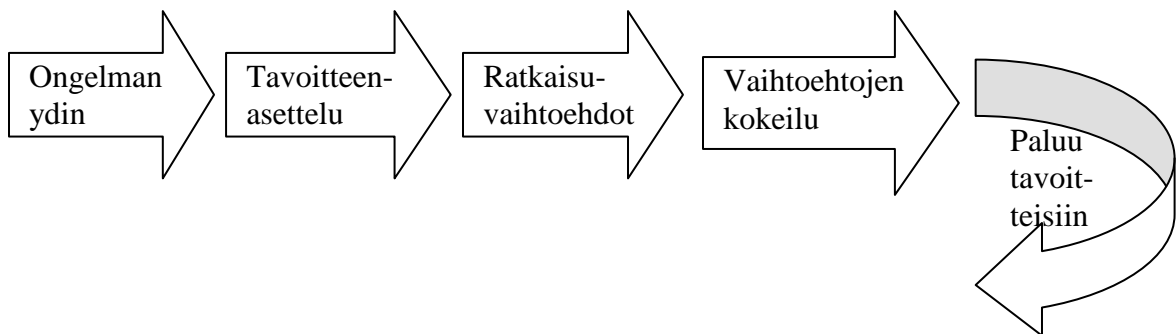 Ongelman
ydin
Tavoitteen-
asettelu
Ratkaisu-
vaihtoehdot
Vaihtoehtojen
kokeilu
Paluu
tavoit-
teisiin